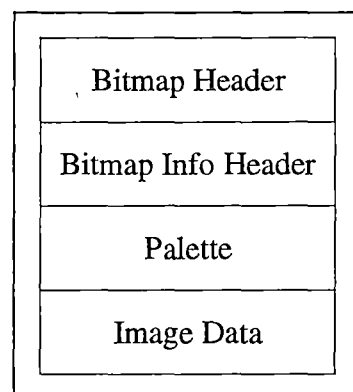 Bitmap Header
Bitmap Info Header
Palette
Image Data